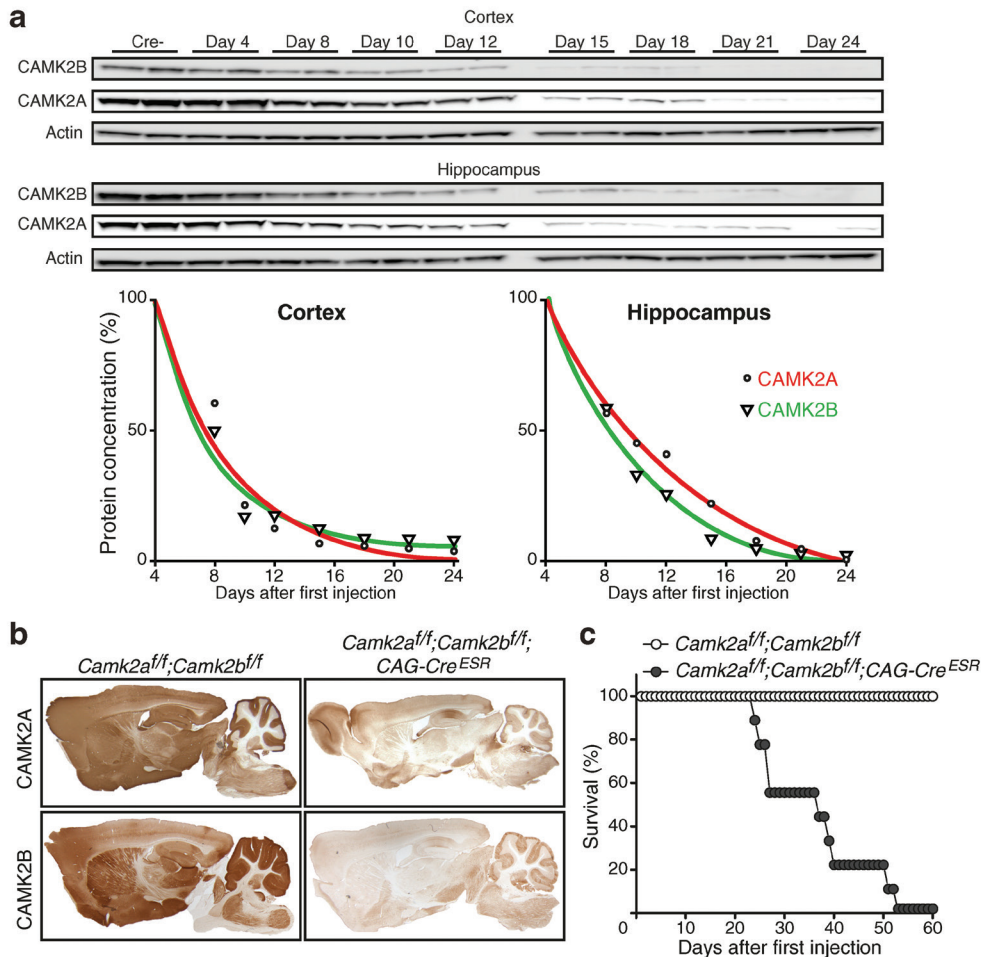 a
Cortex
Cre- Day 4 Day 8 Day 10 Day 12 Day 15 Day 18 Day 21 Day 24
CAMK2B
CAMK2A
Actin
Hippocampus
CAMK2B
CAMK2A
Actin
Protein concentration (%)
100
50
0
Cortex
4 8 12 16 20 24
Days after first injection
100
50
0
Hippocampus
CAMK2A
CAMK2B
4 8 12 16 20 24
Days after first injection
b
Camk2a^f/f;Camk2b^f/f
Camk2a^f/f;Camk2b^f/f;
CAG-Cre^ESR
CAMK2A
CAMK2B
c
Camk2a^f/f;Camk2b^f/f
Camk2a^f/f;Camk2b^f/f;CAG-Cre^ESR
Survival (%)
100
80
60
40
20
0 10 20 30 40 50 60
Days after first injection